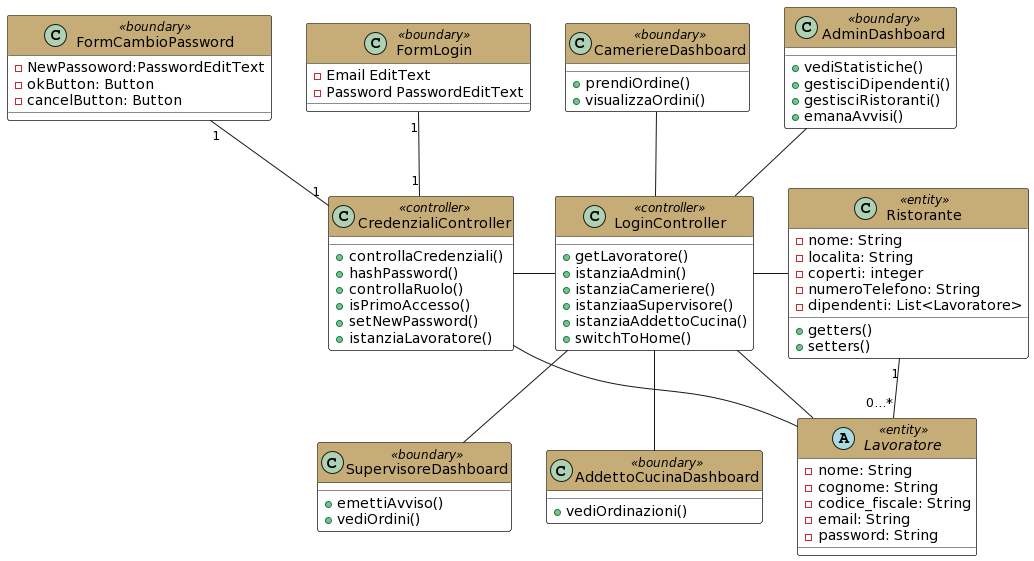 C
«boundary»
FormCambioPassword
NewPassoword:PasswordEditText
okButton: Button
cancelButton: Button
C
«boundary»
FormLogin
Email EditText
Password PasswordEditText
C
«boundary»
CameriereDashboard
prendiOrdine()
visualizzaOrdini()
C
«boundary»
AdminDashboard
vediStatistiche()
gestisciDipendenti()
gestisciRistoranti()
emanaAvvisi()
1
1
1
1
C
«controller»
CredenzialiController
controllaCredenziali()
hashPassword()
controllaRuolo()
isPrimoAccesso()
setNewPassword()
istanziaLavoratore()
C
«controller»
LoginController
getLavoratore()
istanziaAdmin()
istanziaCameriere()
istanziaaSupervisore()
istanziaAddettoCucina()
switchToHome()
C
«entity»
Ristorante
nome: String
localita: String
coperti: integer
numeroTelefono: String
dipendenti: List<Lavoratore>
getters()
setters()
1
0...*
C
«boundary»
SupervisoreDashboard
emettiAvviso()
vediOrdini()
C
«boundary»
AddettoCucinaDashboard
vediOrdinazioni()
A
«entity»
Lavoratore
nome: String
cognome: String
codice_fiscale: String
email: String
password: String